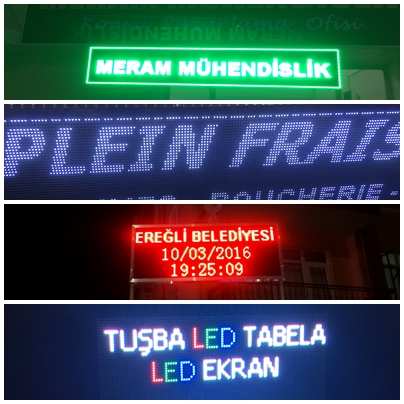 MERAM MÜHENDİSLİK
PLEIN FRAIS
BOUCHERIE -
EREĞLİ BELEDİYESİ
10/03/2016
19:25:09
TUŞBA LED TABELA
LED EKRAN